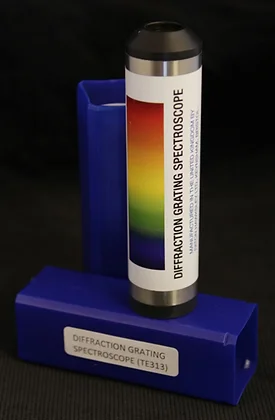 DIFFRACTION GRATING SPECTROSCOPE
MANUFACTURED IN THE UNITED KINGDOM BY
DIFFRACTION GRATING
SPECTROSCOPE (TE313)